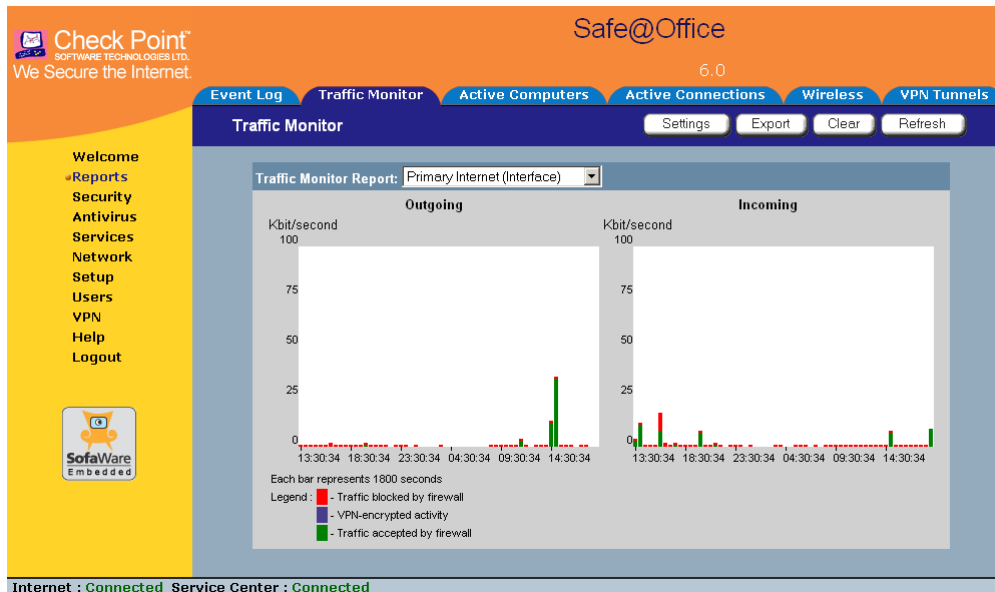 Check Point™
SOFTWARE TECHNOLOGIES LTD.
We Secure the Internet.
Safe@Office
6.0
Event Log Traffic Monitor Active Computers Active Connections Wireless VPN Tunnels
Traffic Monitor Settings Export Clear Refresh
Welcome
Reports
Security
Antivirus
Services
Network
Setup
Users
VPN
Help
Logout
SofaWare
Embedded
Traffic Monitor Report: Primary Internet (Interface)
Outgoing
Kbit/second
100
75
50
25
0
13:30:34 18:30:34 23:30:34 04:30:34 09:30:34 14:30:34
Incoming
Kbit/second
100
75
50
25
0
13:30:34 18:30:34 23:30:34 04:30:34 09:30:34 14:30:34
Each bar represents 1800 seconds
Legend : - Traffic blocked by firewall
- VPN-encrypted activity
- Traffic accepted by firewall
Internet : Connected Service Center : Connected